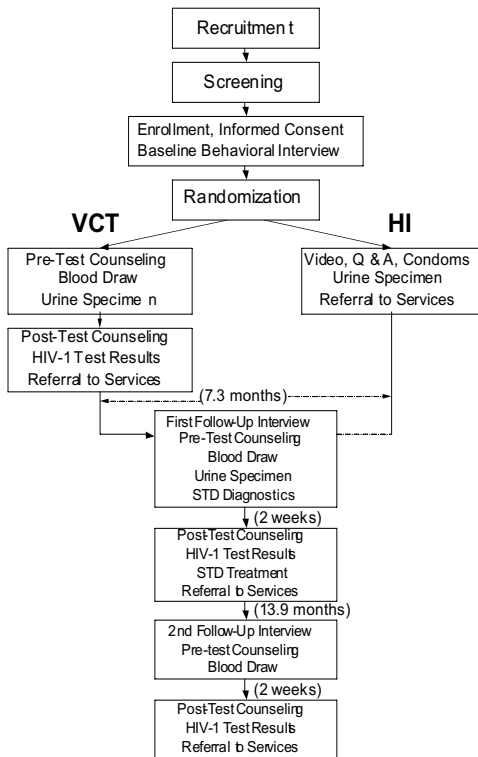 Recruitment
Screening
Enrollment, Informed Consent
Baseline Behavioral Interview
Randomization
VCT
HI
Pre-Test Counseling
Blood Draw
Urine Specimen
Video, Q & A, Condoms
Urine Specimen
Referral to Services
Post-Test Counseling
HIV-1 Test Results
Referral to Services
(7.3 months)
First Follow-Up Interview
Pre-Test Counseling
Blood Draw
Urine Specimen
STD Diagnostics
(2 weeks)
Post-Test Counseling
HIV-1 Test Results
STD Treatment
Referral to Services
(13.9 months)
2nd Follow-Up Interview
Pre-test Counseling
Blood Draw
(2 weeks)
Post-Test Counseling
HIV-1 Test Results
Referral to Services